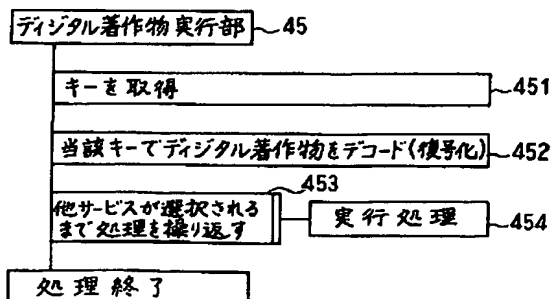 ディジタル著作物実行部 45
キーを取得 451
当該キーでディジタル著作物をデコード(復号化) 452
453
他サービスが選択される
まで処理を繰り返す
実行処理 454
処理終了